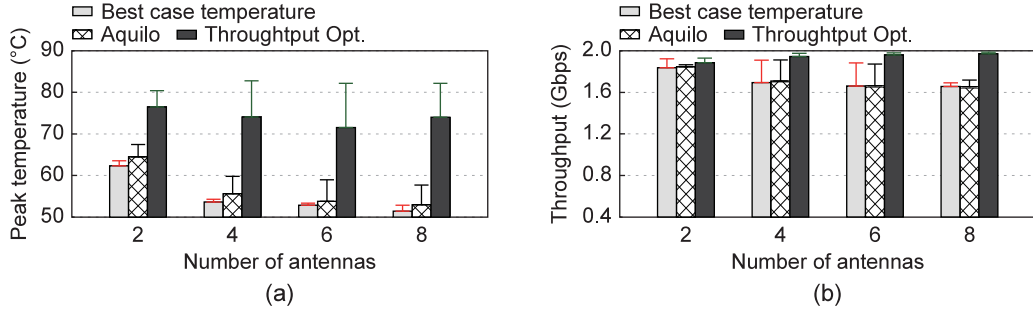 Best case temperature
Aquilo Throughtput Opt.
Peak temperature (°C)
90
80
70
60
50
2 4 6 8
Number of antennas
(a)
Best case temperature
Aquilo Throughtput Opt.
Throughput (Gbps)
2.0
1.6
1.2
0.8
0.4
2 4 6 8
Number of antennas
(b)